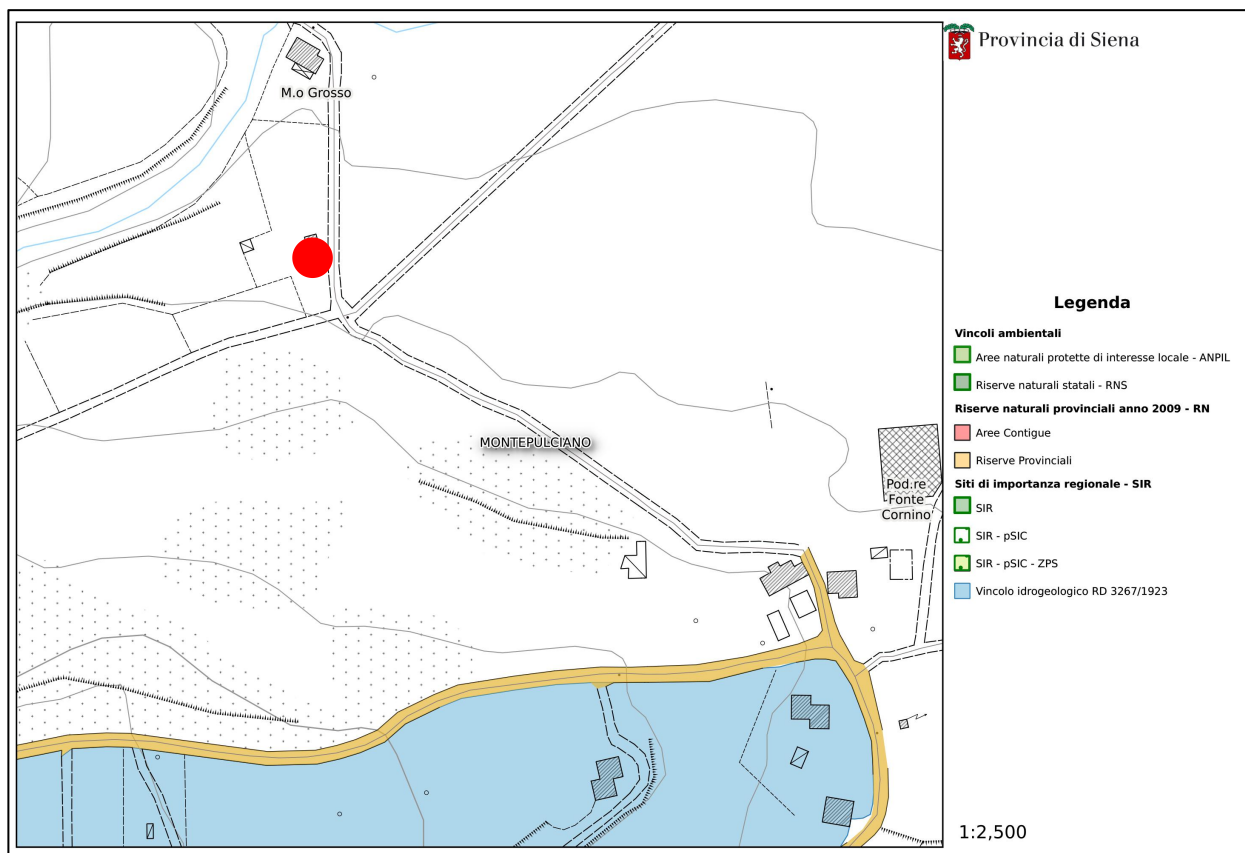 Provincia di Siena
M.o Grosso
MONTEPULCIANO
Pod.re
Fonte
Cornino
Legenda
Vincoli ambientali
Aree naturali protette di interesse locale - ANPIL
Riserve naturali statali - RNS
Riserve naturali provinciali anno 2009 - RN
Aree Contigue
Riserve Provinciali
Siti di importanza regionale - SIR
SIR
SIR - pSIC
SIR - pSIC - ZPS
Vincolo idrogeologico RD 3267/1923
1:2,500